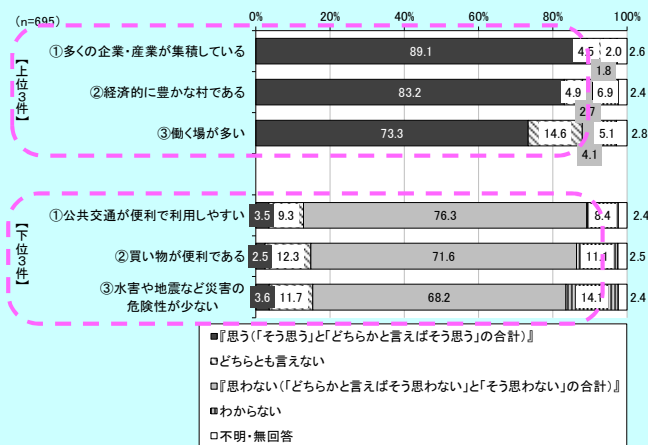 (n=695)
0% 20% 40% 60% 80% 100%
【上位3件】
①多くの企業・産業が集積している 89.1 4.5 1.8 2.0 2.6
②経済的に豊かな村である 83.2 4.9 2.7 6.9 2.4
③働く場が多い 73.3 14.6 4.1 5.1 2.8
【下位3件】
①公共交通が便利で利用しやすい 3.5 9.3 76.3 8.4 2.4
②買い物が便利である 2.5 12.3 71.6 11.1 2.5
③水害や地震など災害の
危険性が少ない 3.6 11.7 68.2 14.1 2.4
■『思う(「そう思う」と「どちらかと言えばそう思う」の合計)』
どちらとも言えない
『思わない(「どちらかと言えばそう思わない」と「そう思わない」の合計)』
わからない
□不明・無回答